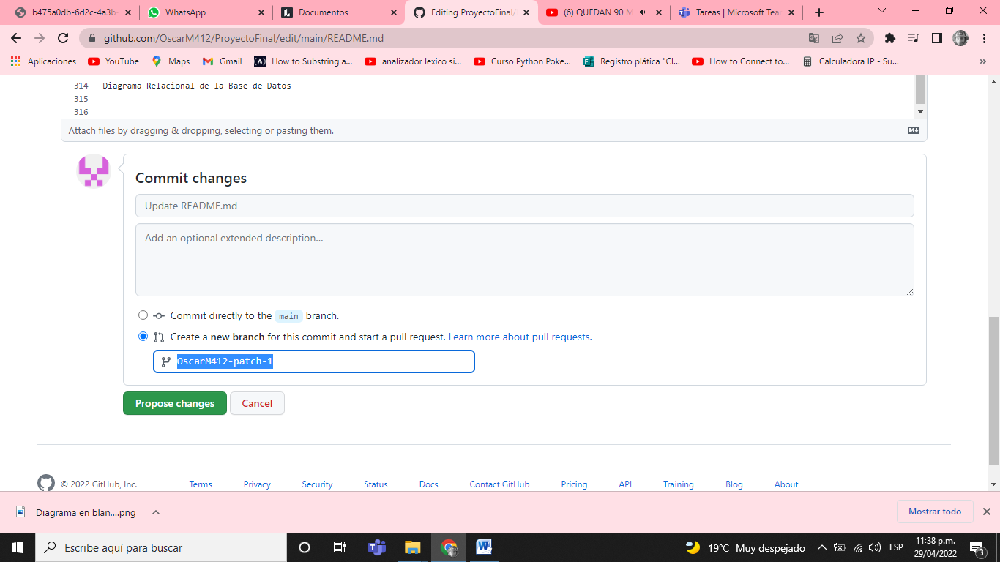 b475a0db-6d2c-4a3b-
WhatsApp
Documentos
Editing ProyectoFinal/
(6) QUEDAN 90 M
Tareas | Microsoft Tea
github.com/OscarM412/ProyectoFinal/edit/main/README.md
Aplicaciones
YouTube
Maps
Gmail
How to Substring a...
analizador lexico si...
Curso Python Poke...
Registro plática "Cl...
How to Connect to...
Calculadora IP - Su...
»
314 Diagrama Relacional de la Base de Datos
315
316
Attach files by dragging & dropping, selecting or pasting them.
Commit changes
Update README.md
Add an optional extended description...
Commit directly to the main branch.
Create a new branch for this commit and start a pull request. Learn more about pull requests.
OscarM412-patch-1
Propose changes
Cancel
© 2022 GitHub, Inc.
Terms
Privacy
Security
Status
Docs
Contact GitHub
Pricing
API
Training
Blog
About
Diagrama en blan....png
Mostrar todo
Escribe aquí para buscar
19°C Muy despejado
ESP
11:38 p.m.
29/04/2022
3